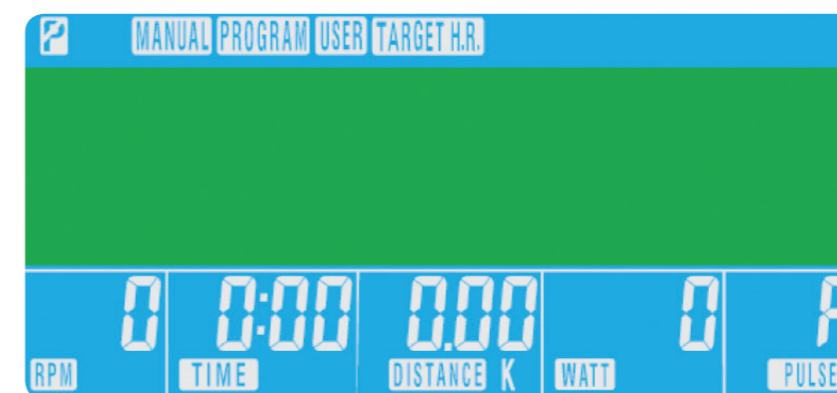 P MANUAL PROGRAM USER TARGET H.R.
0 0:00 0.00 0 P
RPM TIME DISTANCE K WATT PULSE